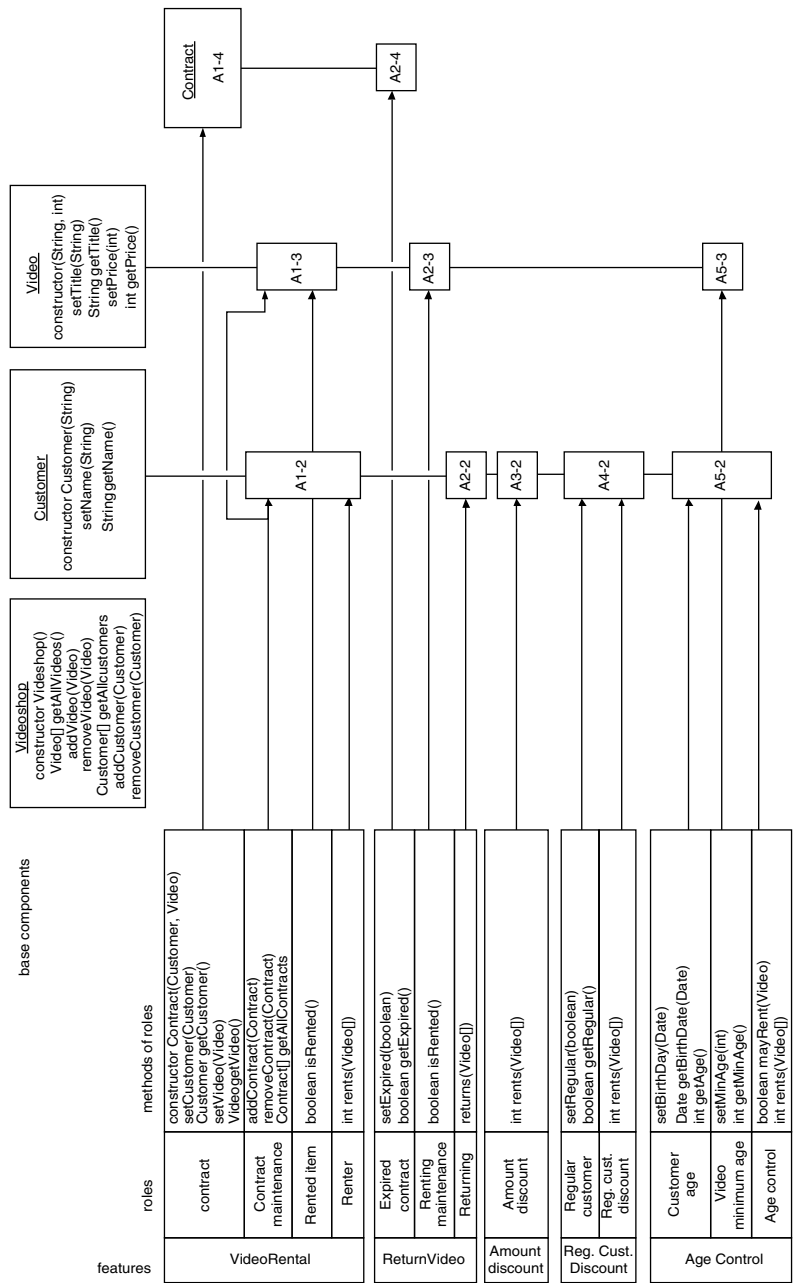 base components
Videoshop
constructor Videshop()
Video[] getAllVideos()
addVideo(Video)
removeVideo(Video)
Customer[] getAllcustomers
addCustomer(Customer)
removeCustomer(Customer)
Customer
constructor Customer(String)
setName(String)
StringgetName()
Video
constructor(String, int)
setTitle(String)
String getTitle()
setPrice(int)
int getPrice()
features
roles
methods of roles
VideoRental
contract
constructor Contract(Customer, Video)
setCustomer(Customer)
Customer getCustomer()
setVideo(Video)
VideogetVideo()
Contract
A1-4
Contract
maintenance
addContract(Contract)
removeContract(Contract)
Contract[] getAllContracts
Rented item
boolean isRented()
Renter
int rents(Video[])
A1-2
A1-3
ReturnVideo
Expired
contract
setExpired(boolean)
boolean getExpired()
A2-4
Renting
maintenance
boolean isRented()
A2-3
Returning
returns(Video[])
A2-2
Amount
discount
Amount
discount
int rents(Video[])
A3-2
Reg. Cust.
Discount
Regular
customer
setRegular(boolean)
boolean getRegular()
Reg. cust.
discount
int rents(Video[])
A4-2
Age Control
Customer
age
setBirthDay(Date)
Date getBirthDate(Date)
int getAge()
Video
minimum age
setMinAge(int)
int getMinAge()
Age control
boolean mayRent(Video)
int rents(Video[])
A5-2
A5-3